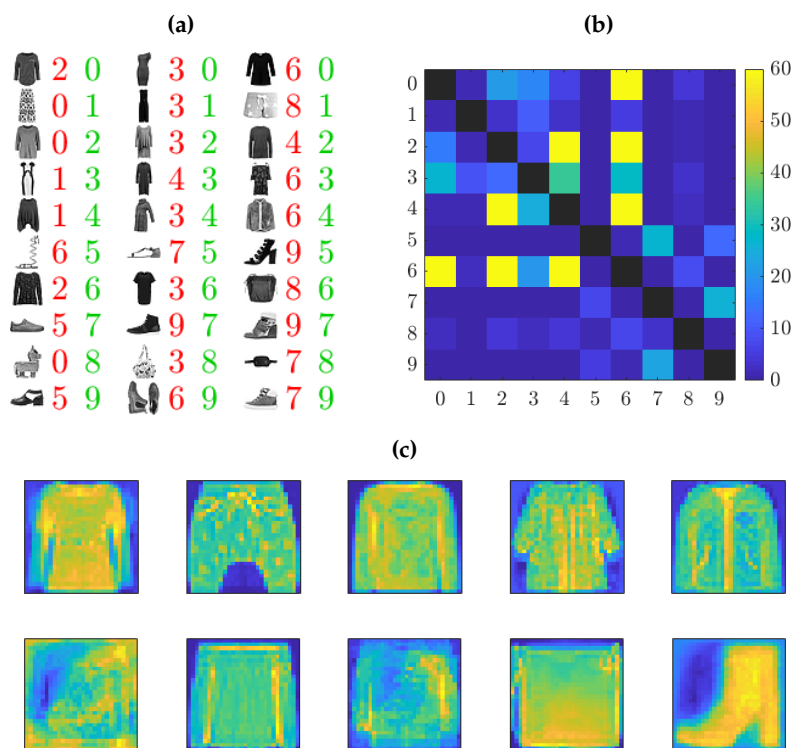 (a)
2 0 3 0 6 0
0 1 3 1 8 1
0 2 3 2 4 2
1 3 4 3 6 3
1 4 3 4 6 4
6 5 7 5 9 5
2 6 3 6 8 6
5 7 9 7 9 7
0 8 3 8 7 8
5 9 6 9 7 9
(b)
0
1
2
3
4
5
6
7
8
9
0 1 2 3 4 5 6 7 8 9
60
50
40
30
20
10
0
(c)